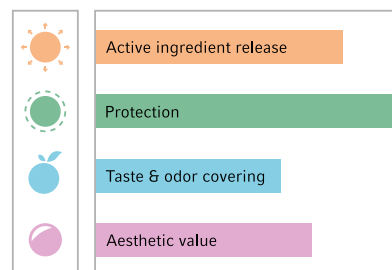 Active ingredient release
Protection
Taste & odor covering
Aesthetic value